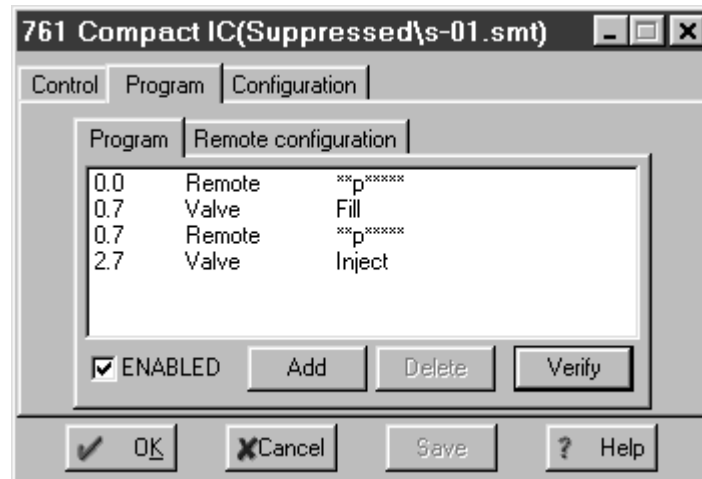 761 Compact IC(Suppressed\s-01.smt)
Control Program Configuration
Program Remote configuration
0.0 Remote **p*****
0.7 Valve Fill
0.7 Remote **p*****
2.7 Valve Inject
ENABLED Add Delete Verify
OK Cancel Save ? Help